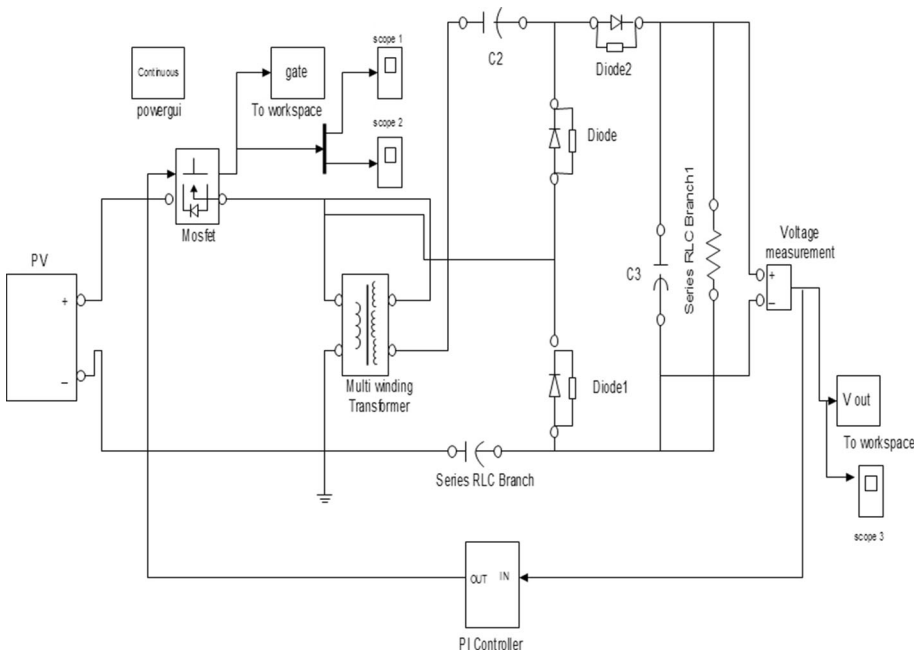 scope 1
C2
Diode2
Continuous
powergui
gate
To workspace
scope 2
Diode
Mosfet
PV
+
−
Multi winding
Transformer
C3
Series RLC Branch1
Voltage
measurement
+
−
Diode1
V out
To workspace
Series RLC Branch
scope 3
OUT IN
PI Controller